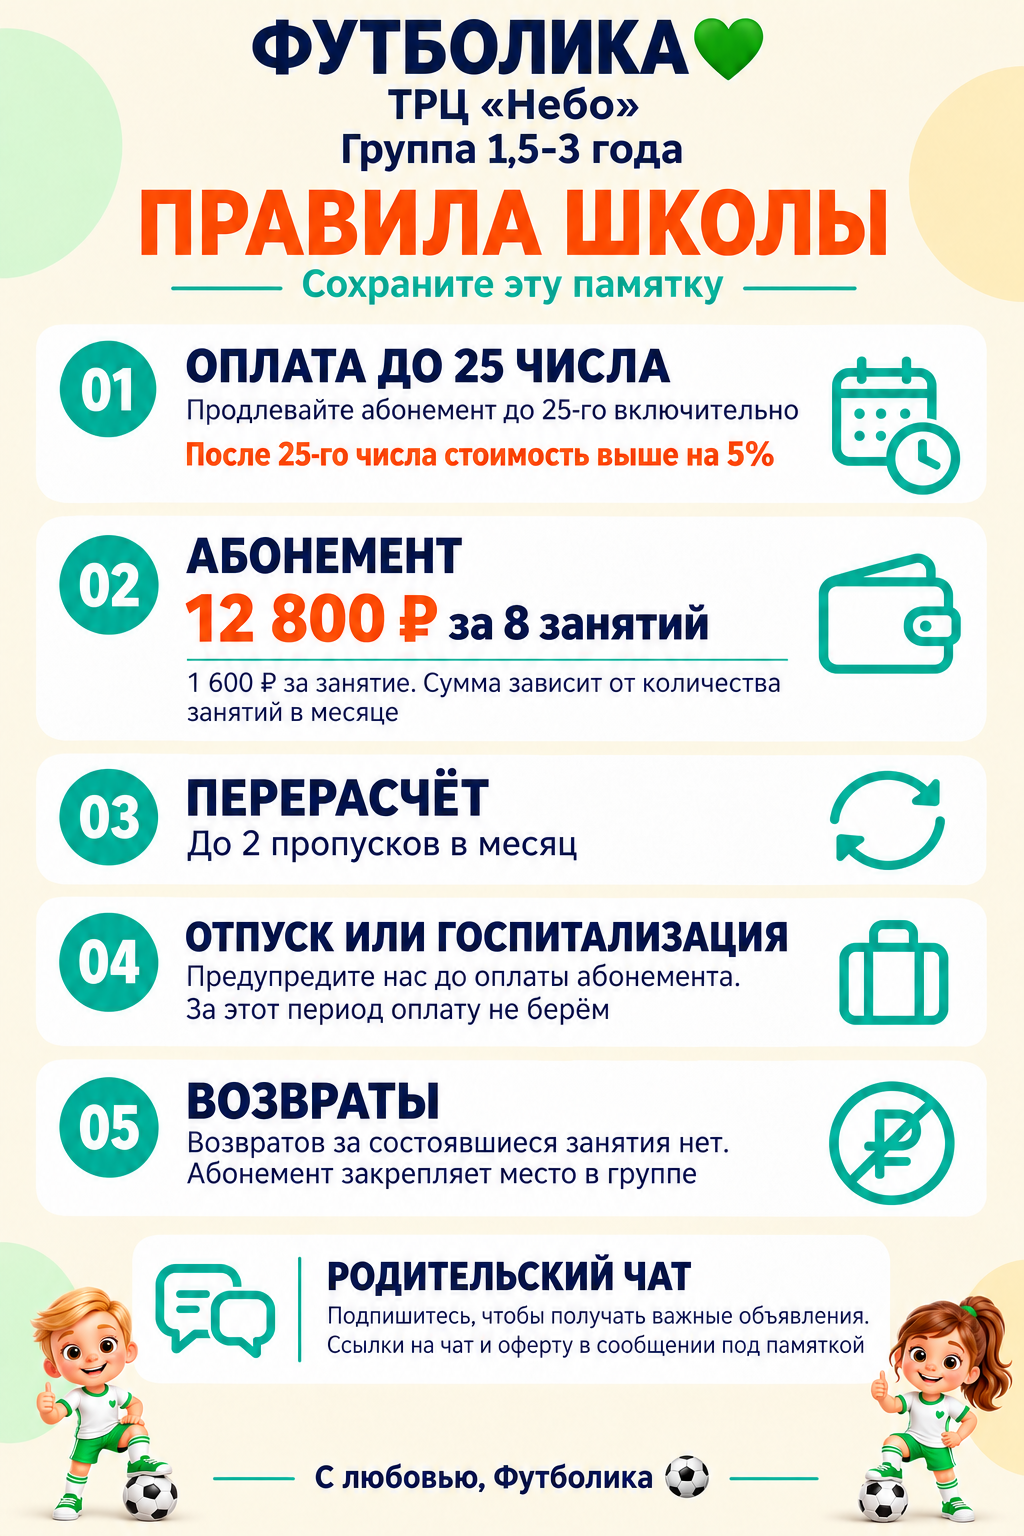 ФУТБОЛИКА💚
ТРЦ «Небо»
Группа 1,5-3 года
ПРАВИЛА ШКОЛЫ
Сохраните эту памятку
01
ОПЛАТА ДО 25 ЧИСЛА
Продлевайте абонемент до 25-го включительно
После 25-го числа стоимость выше на 5%
02
АБОНЕМЕНТ
12 800 ₽ за 8 занятий
1 600 ₽ за занятие. Сумма зависит от количества
занятий в месяце
03
ПЕРЕРАСЧЁТ
До 2 пропусков в месяц
04
ОТПУСК ИЛИ ГОСПИТАЛИЗАЦИЯ
Предупредите нас до оплаты абонемента.
За этот период оплату не берём
05
ВОЗВРАТЫ
Возвратов за состоявшиеся занятия нет.
Абонемент закрепляет место в группе
₽
РОДИТЕЛЬСКИЙ ЧАТ
Подпишитесь, чтобы получать важные объявления.
Ссылки на чат и оферту в сообщении под памяткой
С любовью, Футболика ⚽